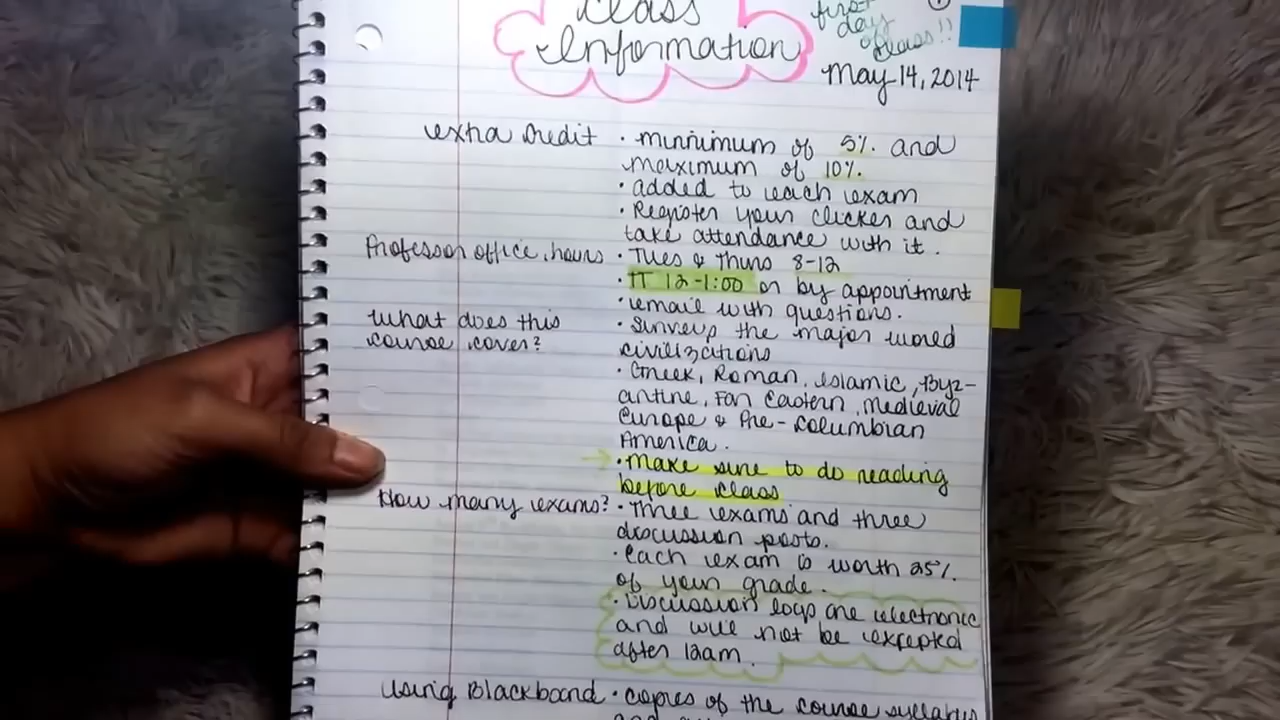 Class
Information
first
day
of
class!!
May 14, 2014
extra credit · minimum of 5% and
maximum of 10%.
· added to each exam
· Register your clicker and
take attendance with it.
Professor office hours · Tues & Thurs 8-12
· TT 12-1:00 or by appointment
· email with questions.
What does this
course cover?
· Surveys the major world
civilizations
· Greek, Roman, Islamic, Byz-
antine, Far Eastern, Medieval
Europe & Pre-Columbian
America.
→ · Make sure to do reading
before class
How many exams? · Three exams and three
discussion posts.
· Each exam is worth 25%
of your grade.
· Discussion logs are electronic
and will not be excepted
after 12am.
Using Blackboard · copies of the course syllabus